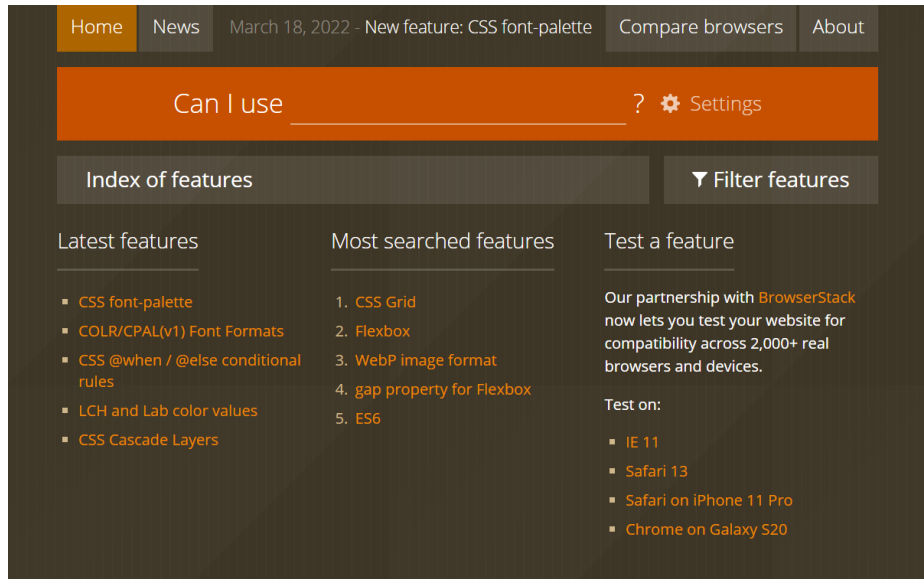 Home News March 18, 2022 - New feature: CSS font-palette Compare browsers About
Can I use ? Settings
Index of features
Filter features
Latest features
CSS font-palette
COLR/CPAL(v1) Font Formats
CSS @when / @else conditional
rules
LCH and Lab color values
CSS Cascade Layers
Most searched features
1. CSS Grid
2. Flexbox
3. WebP image format
4. gap property for Flexbox
5. ES6
Test a feature
Our partnership with BrowserStack
now lets you test your website for
compatibility across 2,000+ real
browsers and devices.
Test on:
IE 11
Safari 13
Safari on iPhone 11 Pro
Chrome on Galaxy S20